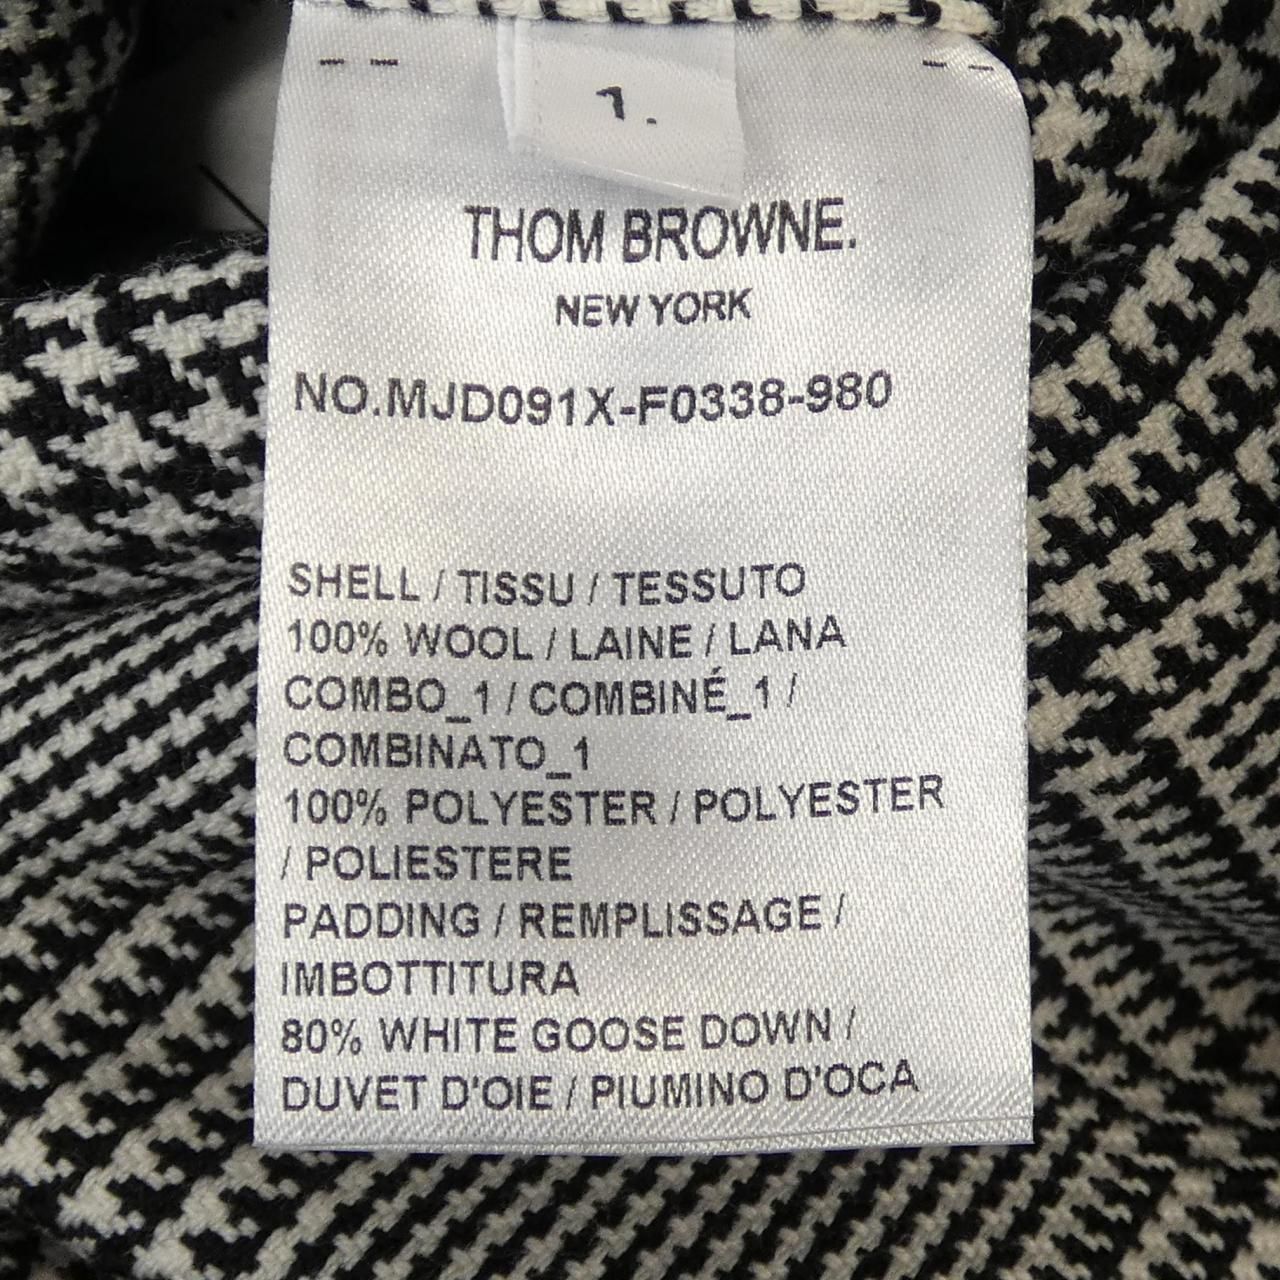 1.
THOM BROWNE.
NEW YORK
NO.MJD091X-F0338-980
SHELL / TISSU / TESSUTO
100% WOOL / LAINE / LANA
COMBO_1 / COMBINÉ_1 /
COMBINATO_1
100% POLYESTER / POLYESTER
/ POLIESTERE
PADDING / REMPLISSAGE /
IMBOTTITURA
80% WHITE GOOSE DOWN /
DUVET D'OIE / PIUMINO D'OCA